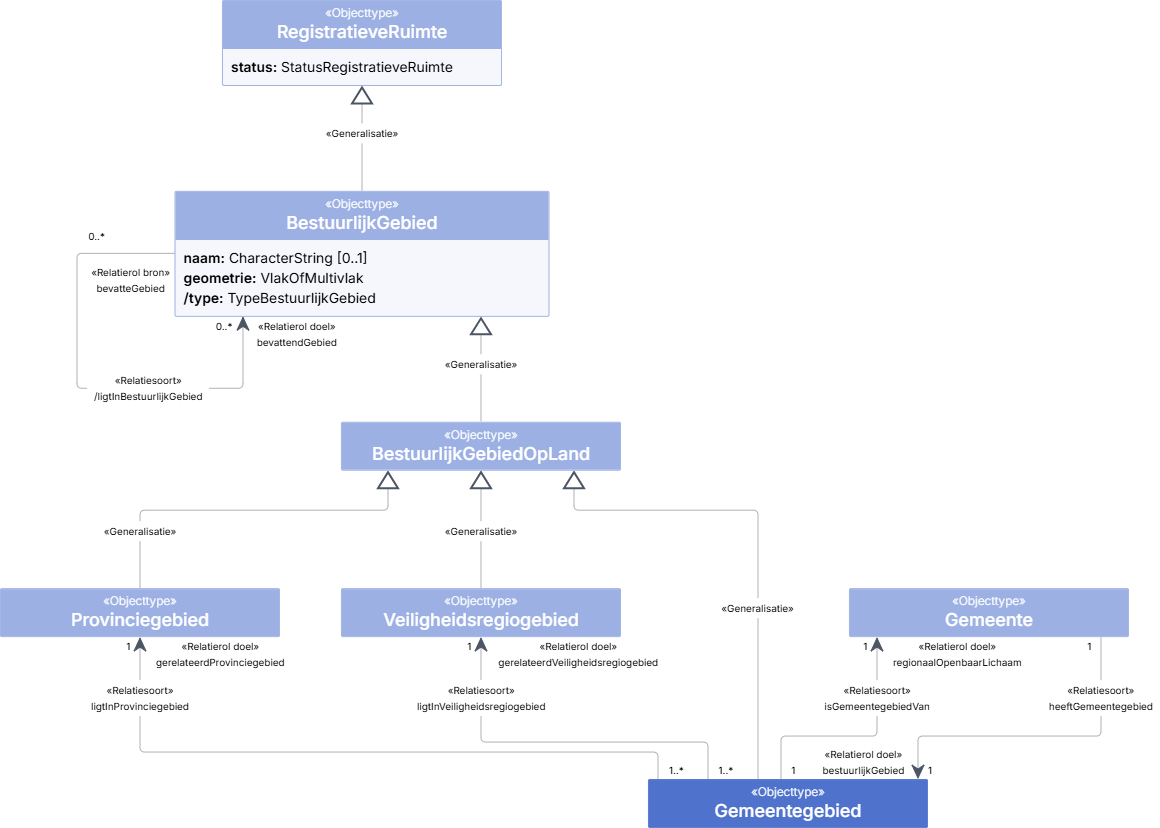 «Objecttype»
RegistratieveRuimte
status: StatusRegistratieveRuimte
«Generalisatie»
«Objecttype»
BestuurlijkGebied
naam: CharacterString [0..1]
geometrie: VlakOfMultivlak
/type: TypeBestuurlijkGebied
0..*
«Relatierol bron»
bevatteGebied
0..*
«Relatierol doel»
bevattendGebied
«Relatiesoort»
/ligtInBestuurlijkGebied
«Generalisatie»
«Objecttype»
BestuurlijkGebiedOpLand
«Generalisatie»
«Generalisatie»
«Generalisatie»
«Objecttype»
Provinciegebied
«Objecttype»
Veiligheidsregiogebied
«Objecttype»
Gemeente
1
«Relatierol doel»
gerelateerdProvinciegebied
«Relatiesoort»
ligtInProvinciegebied
1
«Relatierol doel»
gerelateerdVeiligheidsregiogebied
«Relatiesoort»
ligtInVeiligheidsregiogebied
1
«Relatierol doel»
regionaalOpenbaarLichaam
«Relatiesoort»
isGemeentegebiedVan
1
«Relatiesoort»
heeftGemeentegebied
1..*
1..*
1
«Relatierol doel»
bestuurlijkGebied
1
«Objecttype»
Gemeentegebied